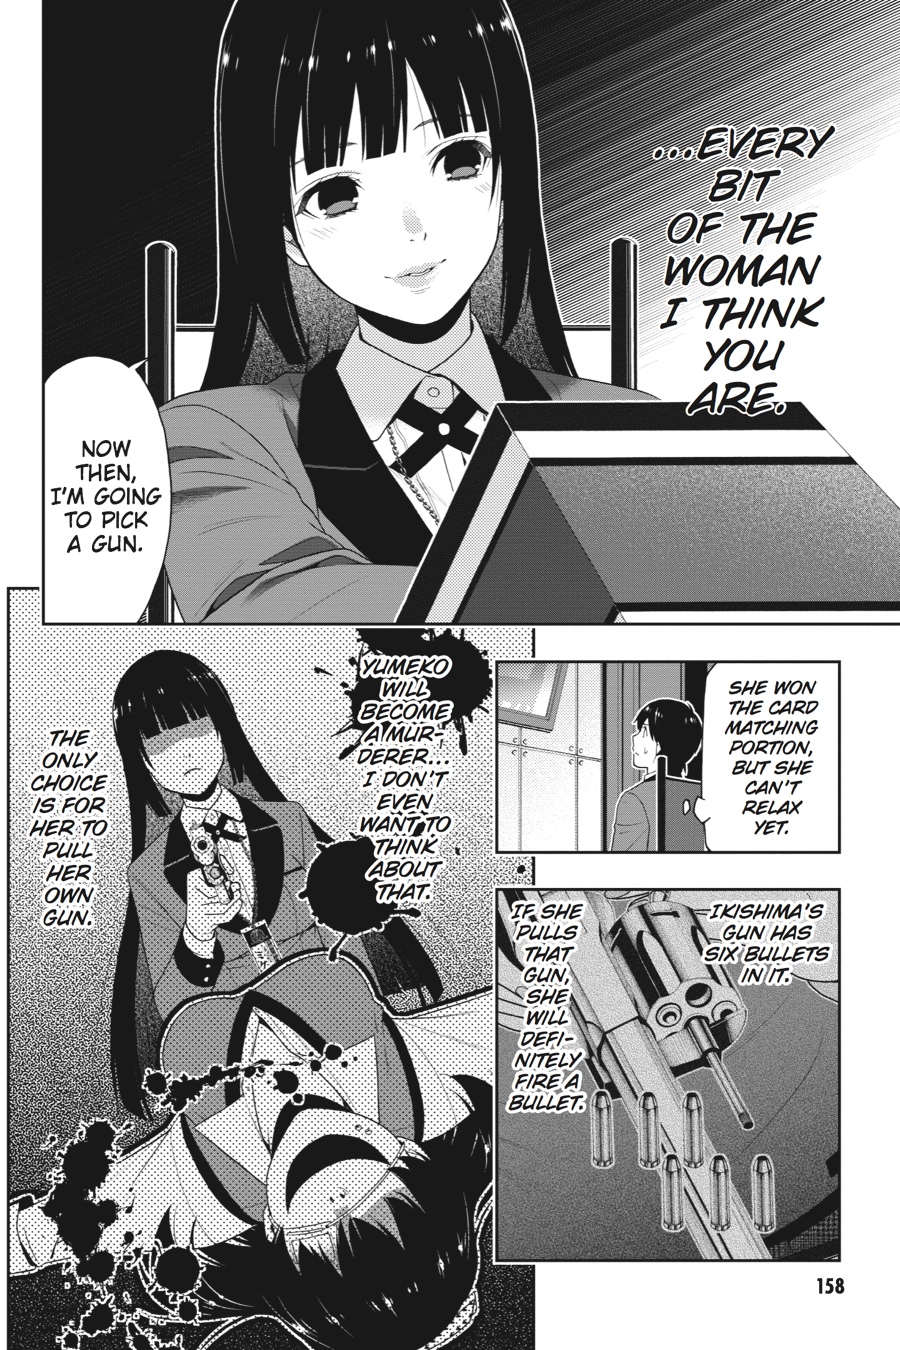 ...EVERY
BIT
OF THE
WOMAN
I THINK
YOU
ARE.
NOW
THEN,
I'M GOING
TO PICK
A GUN.
SHE WON
THE CARD
MATCHING
PORTION,
BUT SHE
CAN'T
RELAX
YET.
IKISHIMA'S
GUN HAS
SIX BULLETS
IN IT.
IF SHE
PULLS
THAT
GUN,
SHE
WILL
DEFI-
NITELY
FIRE A
BULLET.
YUMEKO
WILL
BECOME
A MUR-
DERER...
I DON'T
EVEN
WANT TO
THINK
ABOUT
THAT.
THE
ONLY
CHOICE
IS FOR
HER TO
PULL
HER
OWN
GUN.
158